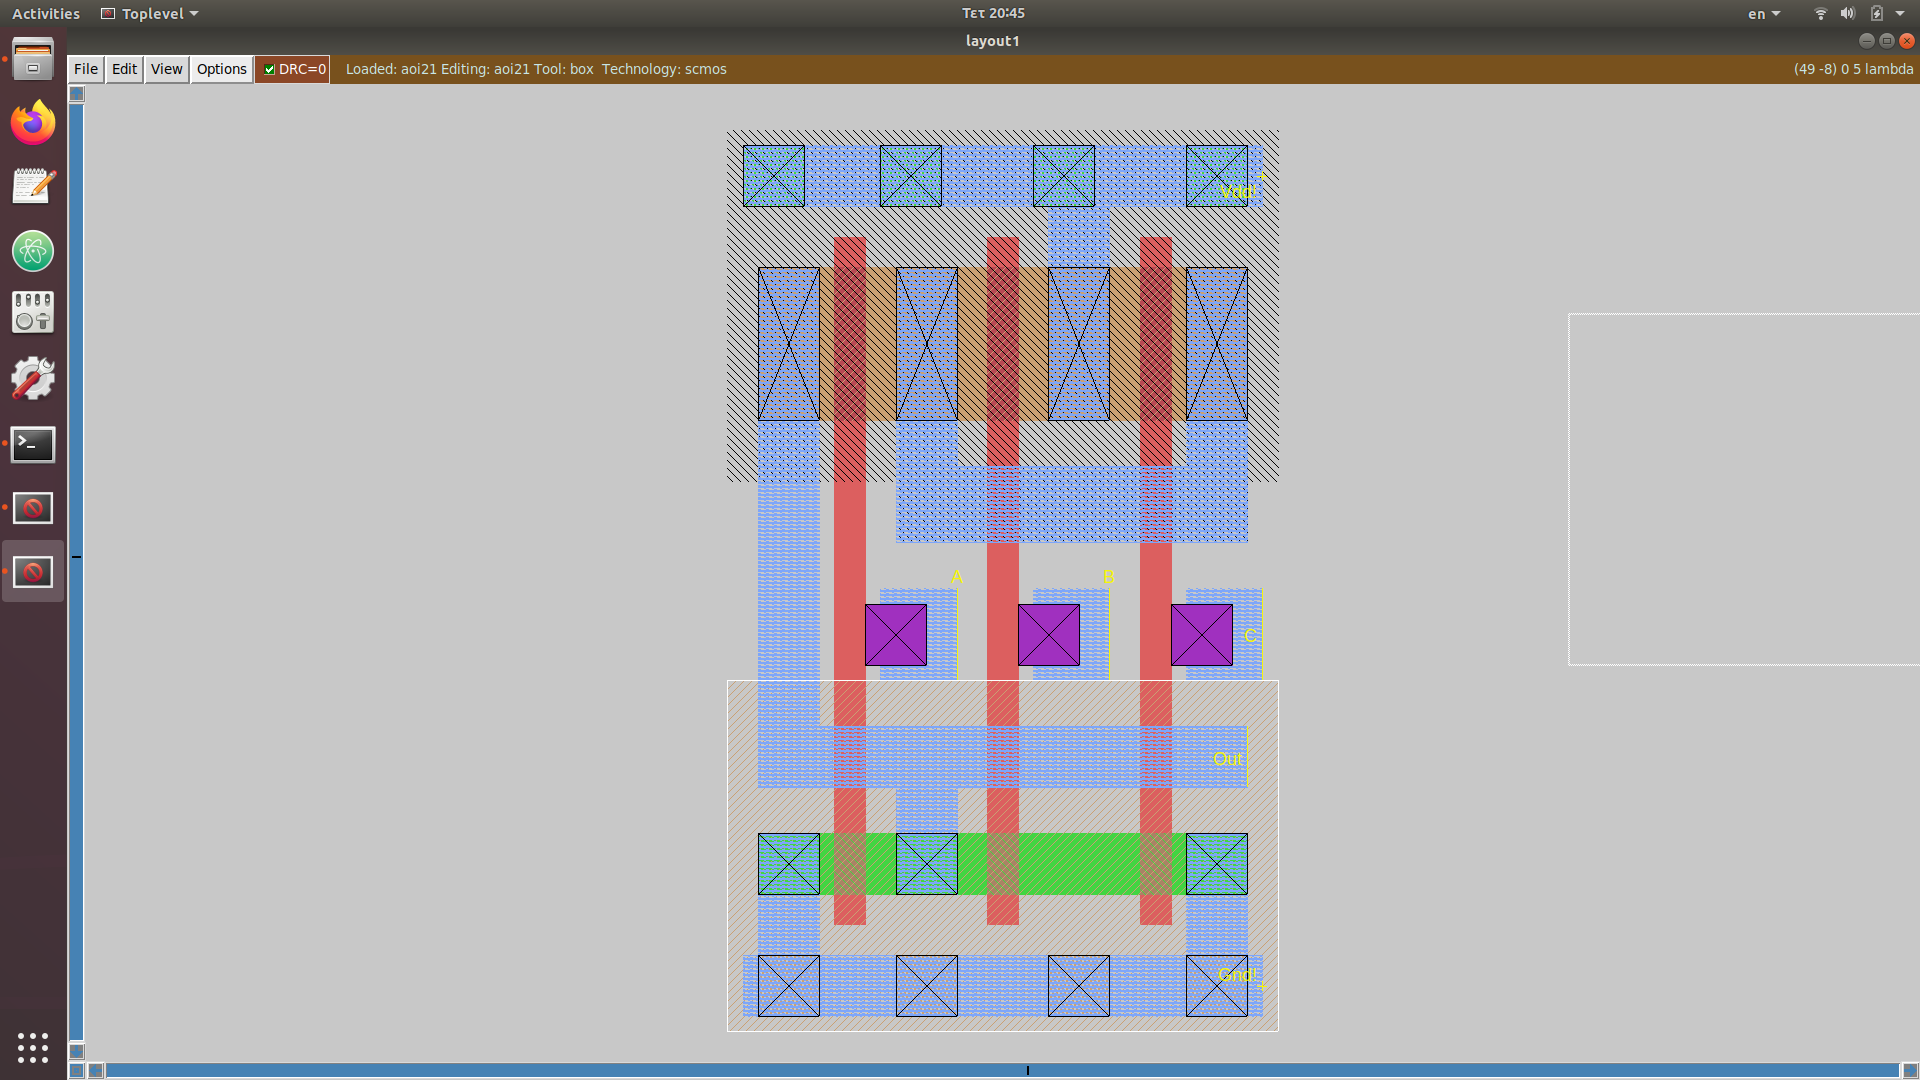 Activities Toplevel Τετ 20:45 en
layout1
File Edit View Options DRC=0 Loaded: aoi21 Editing: aoi21 Tool: box Technology: scmos (49 -8) 0 5 lambda
Vdd!
A B
C
Out
Gnd!